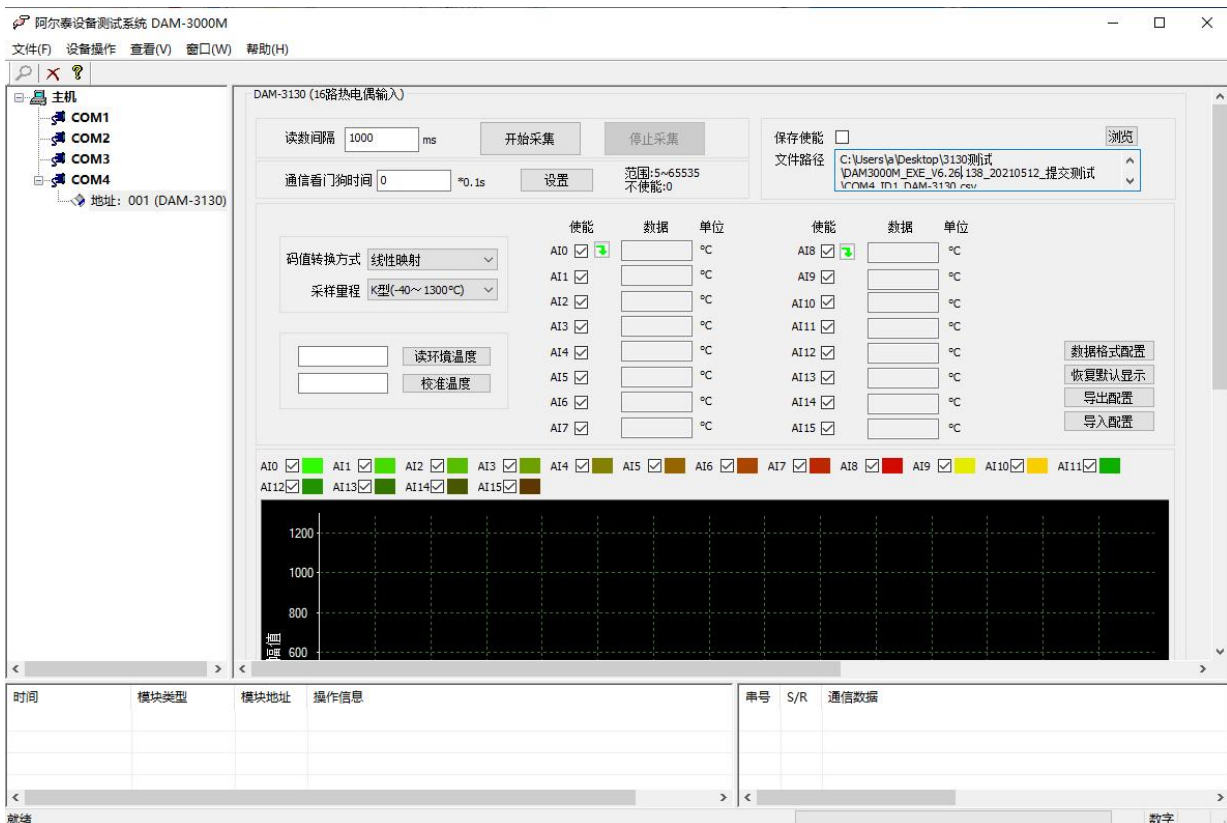 阿尔泰设备测试系统 DAM-3000M
文件(F) 设备操作 查看(V) 窗口(W) 帮助(H)
主机
COM1
COM2
COM3
COM4
地址：001 (DAM-3130)
DAM-3130 (16路热电偶输入)
读数间隔 1000 ms 开始采集 停止采集
通信看门狗时间 0 *0.1s 设置 范围:5~65535
不使能:0
保存使能 浏览
文件路径 C:\Users\a\Desktop\3130测试
\DAM3000M_EXE_V6.26.138_20210512_提交测试
\COM4_ID1_DAM-3130.csv
码值转换方式 线性映射
采样量程 K型(-40～1300°C)
读环境温度
校准温度
使能 数据 单位 使能 数据 单位
AI0 °C AI8 °C
AI1 °C AI9 °C
AI2 °C AI10 °C
AI3 °C AI11 °C
AI4 °C AI12 °C
AI5 °C AI13 °C
AI6 °C AI14 °C
AI7 °C AI15 °C
数据格式配置
恢复默认显示
导出配置
导入配置
AI0 AI1 AI2 AI3 AI4 AI5 AI6 AI7 AI8 AI9 AI10 AI11
AI12 AI13 AI14 AI15
1200
1000
800
600
幅值
时间 模块类型 模块地址 操作信息
串号 S/R 通信数据
就绪 数字